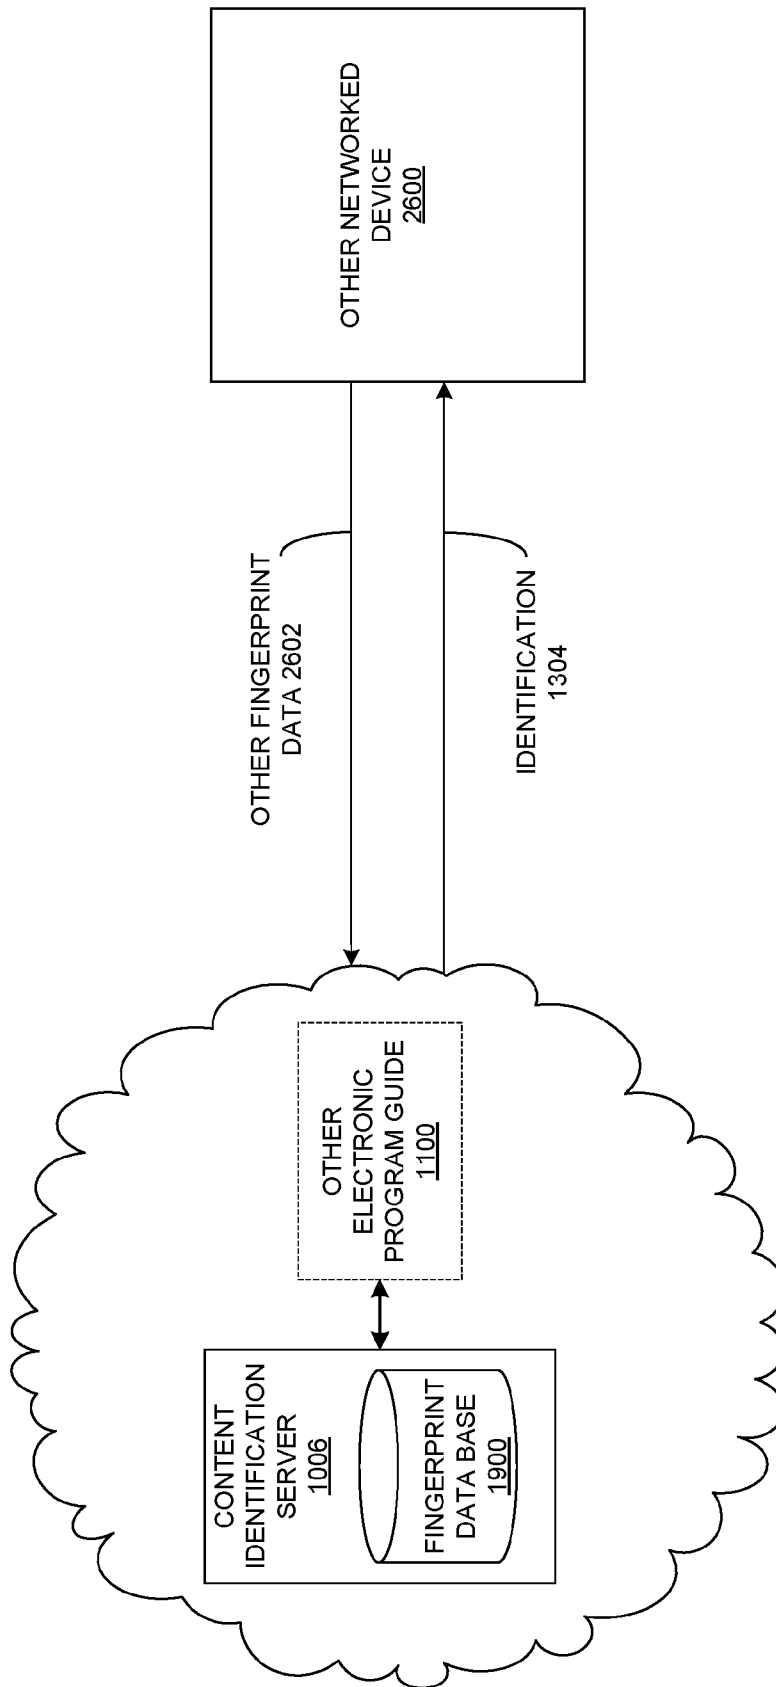 CONTENT
IDENTIFICATION
SERVER
1006
FINGERPRINT
DATA BASE
1900
OTHER
ELECTRONIC
PROGRAM GUIDE
1100
OTHER FINGERPRINT
DATA 2602
IDENTIFICATION
1304
OTHER NETWORKED
DEVICE
2600